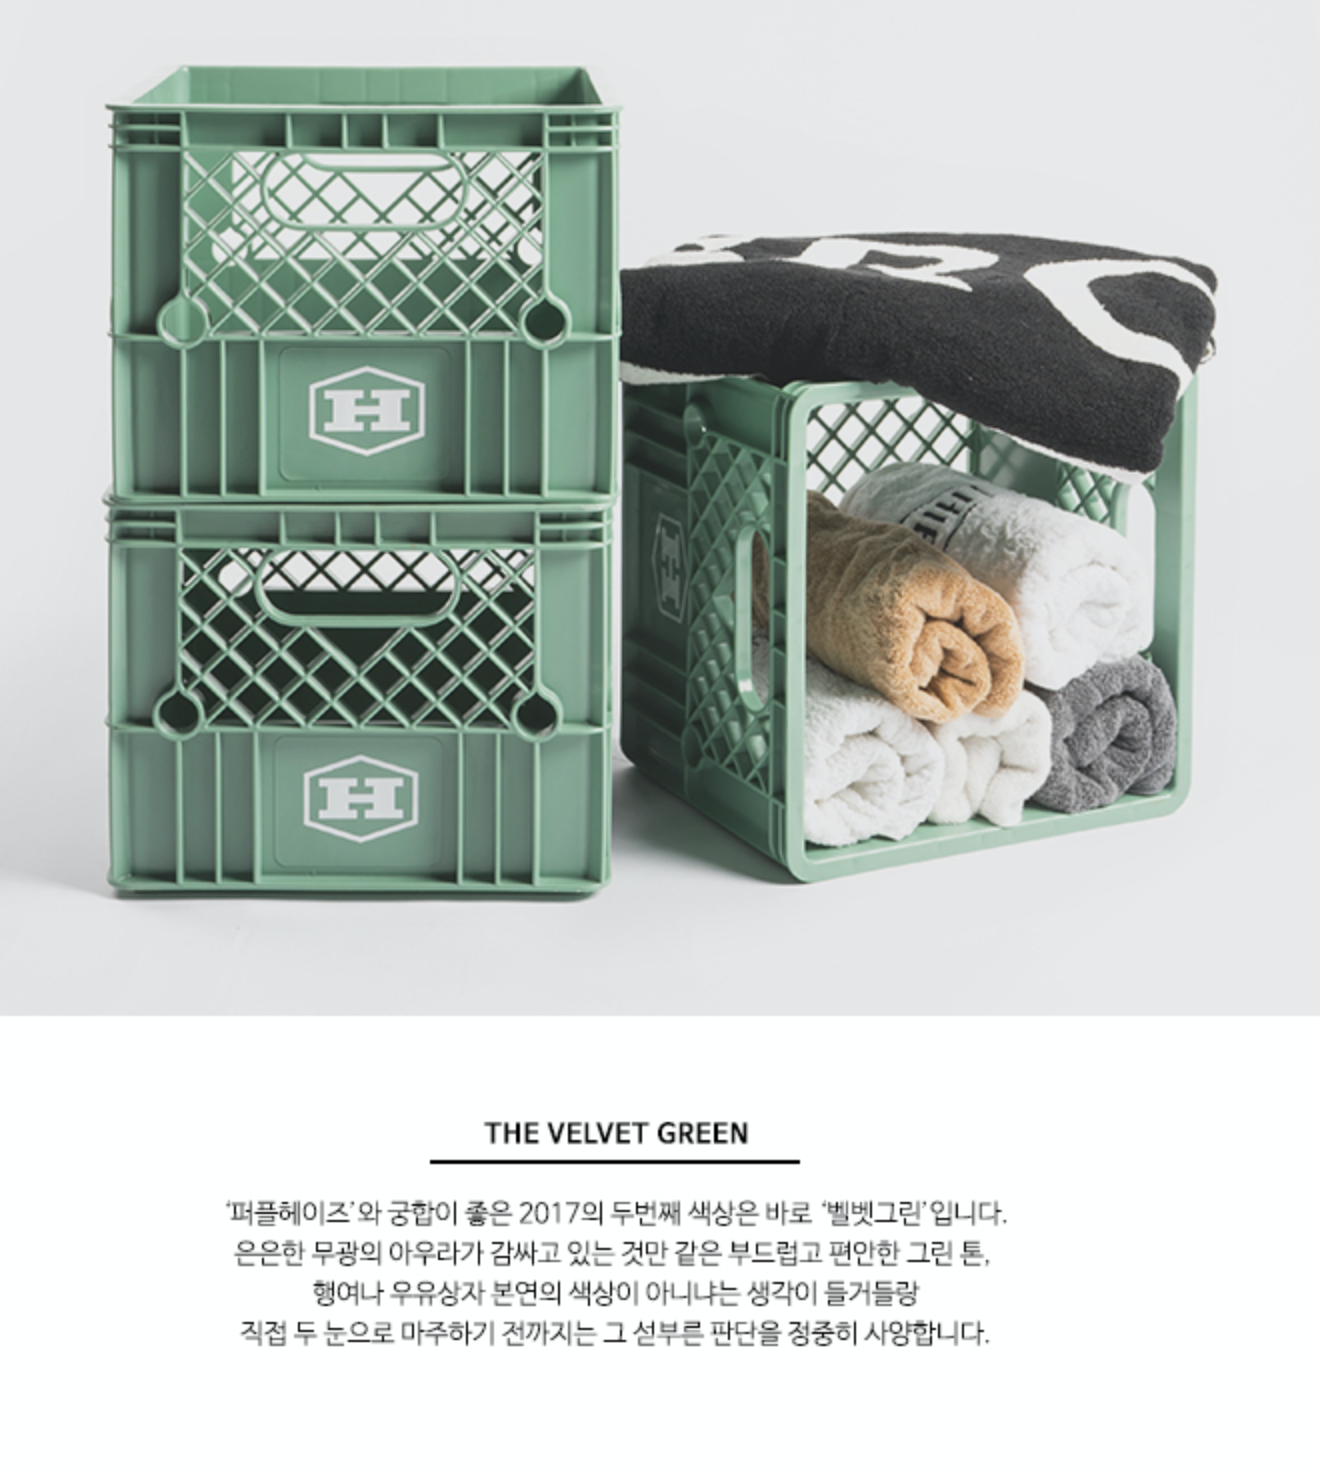 H
H
H
THE VELVET GREEN
‘퍼플헤이즈’와 궁합이 좋은 2017의 두번째 색상은 바로 ‘벨벳그린’입니다.
은은한 무광의 아우라가 감싸고 있는 것만 같은 부드럽고 편안한 그린 톤,
행여나 우유상자 본연의 색상이 아니냐는 생각이 들거들랑
직접 두 눈으로 마주하기 전까지는 그 섣부른 판단을 정중히 사양합니다.